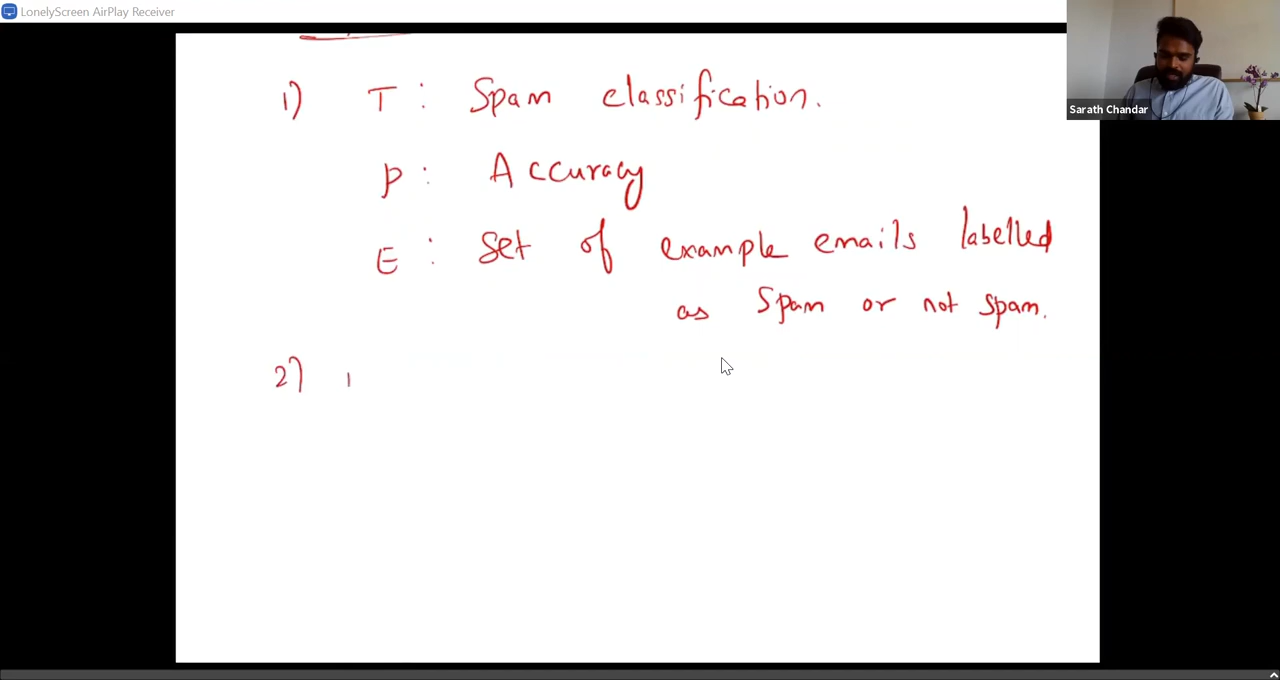 LonelyScreen AirPlay Receiver
Sarath Chandar
1) T : Spam classification.
P : Accuracy
E : Set of example emails labelled
as Spam or not spam.
2)